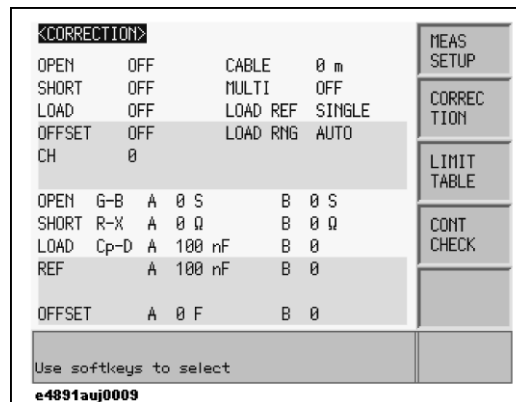 <CORRECTION>
OPEN OFF CABLE 0 m
SHORT OFF MULTI OFF
LOAD OFF LOAD REF SINGLE
OFFSET OFF LOAD RNG AUTO
CH 0
OPEN G-B A 0 S B 0 S
SHORT R-X A 0 Ω B 0 Ω
LOAD Cp-D A 100 nF B 0
REF A 100 nF B 0
OFFSET A 0 F B 0
MEAS
SETUP
CORREC
TION
LIMIT
TABLE
CONT
CHECK
Use softkeys to select
e4891auj0009